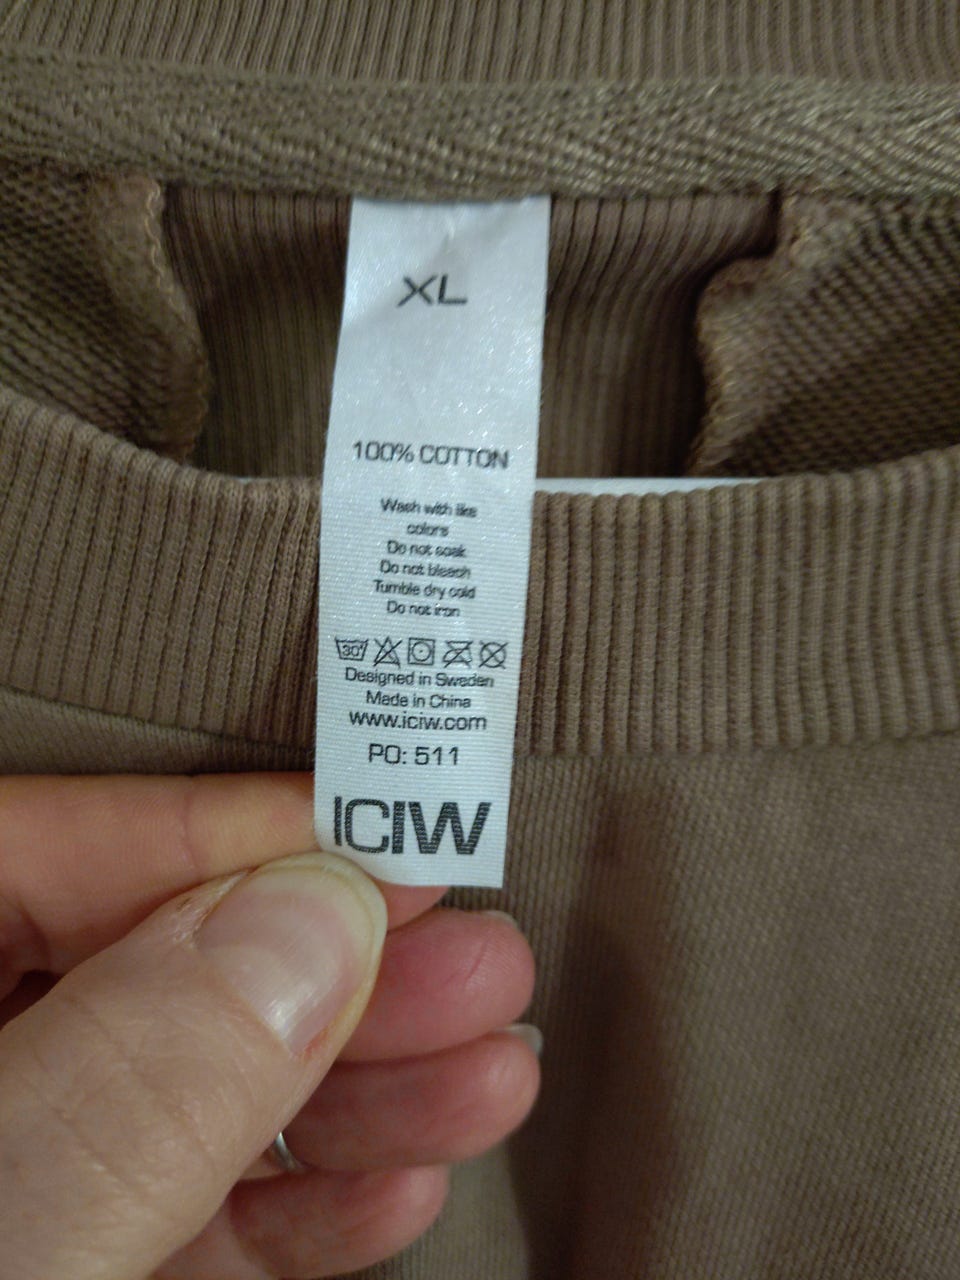 XL
100% COTTON
Wash with like
colors
Do not soak
Do not bleach
Tumble dry cold
Do not iron
30°
Designed in Sweden
Made in China
www.iciw.com
PO: 511
ICIW